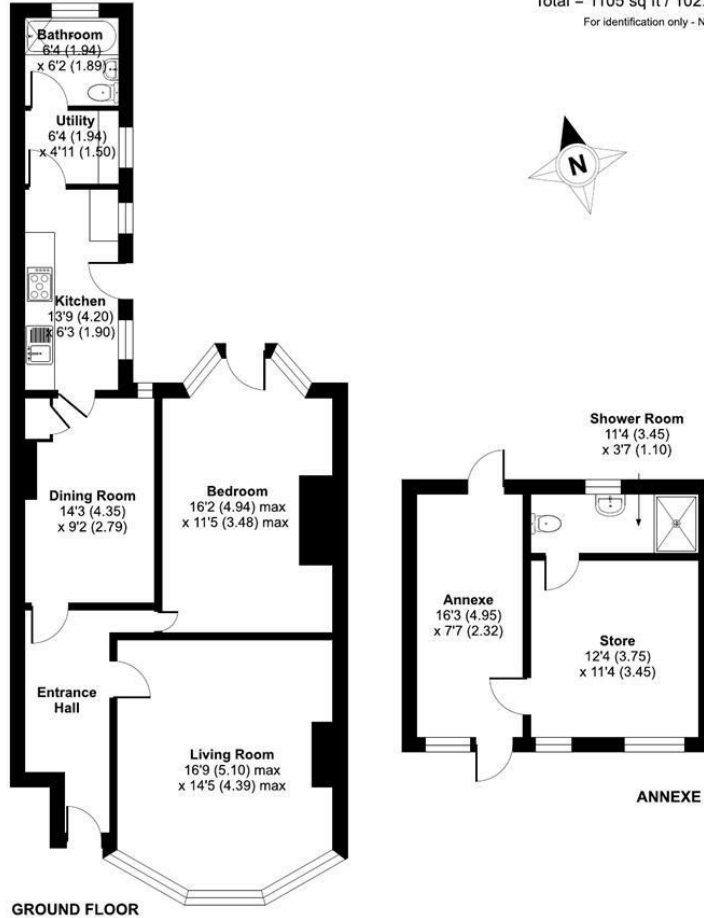 Total = 1105 sq ft / 102.
For identification only - N
Bathroom
6'4 (1.94)
x 6'2 (1.89)
Utility
6'4 (1.94)
x 4'11 (1.50)
N
Kitchen
13'9 (4.20)
x 6'3 (1.90)
Shower Room
11'4 (3.45)
x 3'7 (1.10)
Dining Room
14'3 (4.35)
x 9'2 (2.79)
Bedroom
16'2 (4.94) max
x 11'5 (3.48) max
Annexe
16'3 (4.95)
x 7'7 (2.32)
Store
12'4 (3.75)
x 11'4 (3.45)
Entrance
Hall
Living Room
16'9 (5.10) max
x 14'5 (4.39) max
ANNEXE
GROUND FLOOR